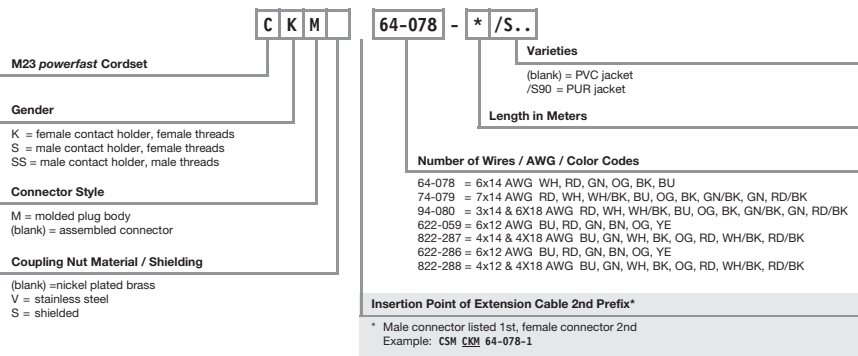 C K M 64-078 - * /S..
Varieties
(blank) = PVC jacket
/S90 = PUR jacket
M23 powerfast Cordset
Length in Meters
Gender
K = female contact holder, female threads
S = male contact holder, female threads
SS = male contact holder, male threads
Number of Wires / AWG / Color Codes
64-078 = 6x14 AWG WH, RD, GN, OG, BK, BU
74-079 = 7x14 AWG RD, WH, WH/BK, BU, OG, BK, GN/BK, GN, RD/BK
94-080 = 3x14 & 6X18 AWG RD, WH, WH/BK, BU, OG, BK, GN/BK, GN, RD/BK
622-059 = 6x12 AWG BU, RD, GN, BN, OG, YE
822-287 = 4x14 & 4X18 AWG BU, GN, WH, BK, OG, RD, WH/BK, RD/BK
622-286 = 6x12 AWG BU, RD, GN, BN, OG, YE
822-288 = 4x12 & 4X18 AWG BU, GN, WH, BK, OG, RD, WH/BK, RD/BK
Connector Style
M = molded plug body
(blank) = assembled connector
Coupling Nut Material / Shielding
(blank) =nickel plated brass
V = stainless steel
S = shielded
Insertion Point of Extension Cable 2nd Prefix*
* Male connector listed 1st, female connector 2nd
Example: CSM CKM 64-078-1